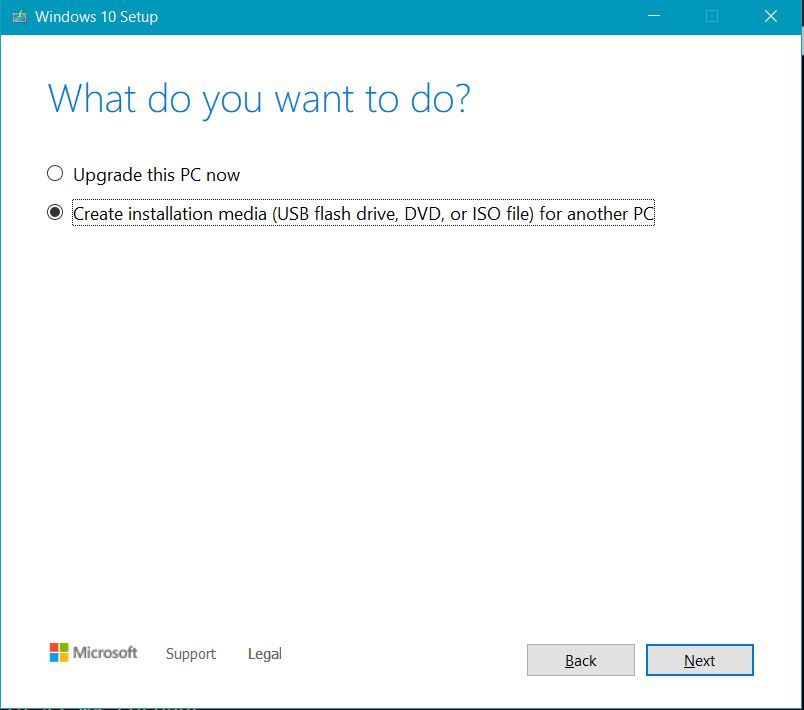 Windows 10 Setup
What do you want to do?
Upgrade this PC now
Create installation media (USB flash drive, DVD, or ISO file) for another PC
Microsoft Support Legal Back Next